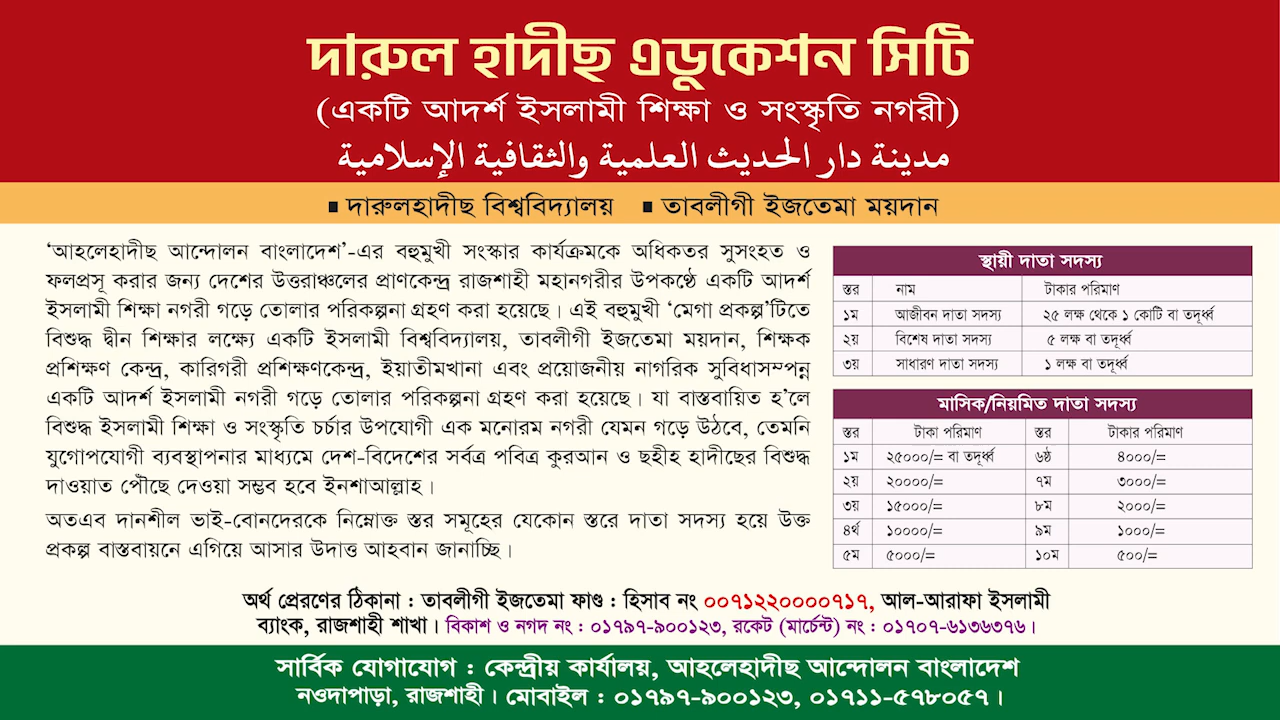 দারুল হাদীছ এডুকেশন সিটি
(একটি আদর্শ ইসলামী শিক্ষা ও সংস্কৃতি নগরী)
مدينة دار الحديث العلمية والثقافية الإسلامية
■ দারুলহাদীছ বিশ্ববিদ্যালয় ■ তাবলীগী ইজতেমা ময়দান
‘আহলেহাদীছ আন্দোলন বাংলাদেশ’-এর বহুমুখী সংস্কার কার্যক্রমকে অধিকতর সুসংহত ও
ফলপ্রসূ করার জন্য দেশের উত্তরাঞ্চলের প্রাণকেন্দ্র রাজশাহী মহানগরীর উপকণ্ঠে একটি আদর্শ
ইসলামী শিক্ষা নগরী গড়ে তোলার পরিকল্পনা গ্রহণ করা হয়েছে। এই বহুমুখী ‘মেগা প্রকল্প’টিতে
বিশুদ্ধ দ্বীন শিক্ষার লক্ষ্যে একটি ইসলামী বিশ্ববিদ্যালয়, তাবলীগী ইজতেমা ময়দান, শিক্ষক
প্রশিক্ষণ কেন্দ্র, কারিগরী প্রশিক্ষণকেন্দ্র, ইয়াতীমখানা এবং প্রয়োজনীয় নাগরিক সুবিধাসম্পন্ন
একটি আদর্শ ইসলামী নগরী গড়ে তোলার পরিকল্পনা গ্রহণ করা হয়েছে। যা বাস্তবায়িত হ’লে
বিশুদ্ধ ইসলামী শিক্ষা ও সংস্কৃতি চর্চার উপযোগী এক মনোরম নগরী যেমন গড়ে উঠবে, তেমনি
যুগোপযোগী ব্যবস্থাপনার মাধ্যমে দেশ-বিদেশের সর্বত্র পবিত্র কুরআন ও ছহীহ হাদীছের বিশুদ্ধ
দাওয়াত পৌঁছে দেওয়া সম্ভব হবে ইনশাআল্লাহ।
অতএব দানশীল ভাই-বোনদেরকে নিম্নোক্ত স্তর সমূহের যেকোন স্তরে দাতা সদস্য হয়ে উক্ত
প্রকল্প বাস্তবায়নে এগিয়ে আসার উদাত্ত আহবান জানাচ্ছি।
স্থায়ী দাতা সদস্য
স্তর নাম টাকার পরিমাণ
১ম আজীবন দাতা সদস্য ২৫ লক্ষ থেকে ১ কোটি বা তদূর্ধ্ব
২য় বিশেষ দাতা সদস্য ৫ লক্ষ বা তদূর্ধ্ব
৩য় সাধারণ দাতা সদস্য ১ লক্ষ বা তদূর্ধ্ব
মাসিক/নিয়মিত দাতা সদস্য
স্তর টাকা পরিমাণ স্তর টাকার পরিমাণ
১ম ২৫০০০/= বা তদূর্ধ্ব ৬ষ্ঠ ৪০০০/=
২য় ২০০০০/= ৭ম ৩০০০/=
৩য় ১৫০০০/= ৮ম ২০০০/=
৪র্থ ১০০০০/= ৯ম ১০০০/=
৫ম ৫০০০/= ১০ম ৫০০/=
অর্থ প্রেরণের ঠিকানা : তাবলীগী ইজতেমা ফাণ্ড : হিসাব নং ০০৭১২২০০০০৭১৭, আল-আরাফা ইসলামী
ব্যাংক, রাজশাহী শাখা। বিকাশ ও নগদ নং : ০১৭৯৭-৯০০১২৩, রকেট (মার্চেন্ট) নং : ০১৭০৭-৬১৩৬৩৭৬।
সার্বিক যোগাযোগ : কেন্দ্রীয় কার্যালয়, আহলেহাদীছ আন্দোলন বাংলাদেশ
নওদাপাড়া, রাজশাহী। মোবাইল : ০১৭৯৭-৯০০১২৩, ০১৭১১-৫৭৮০৫৭।